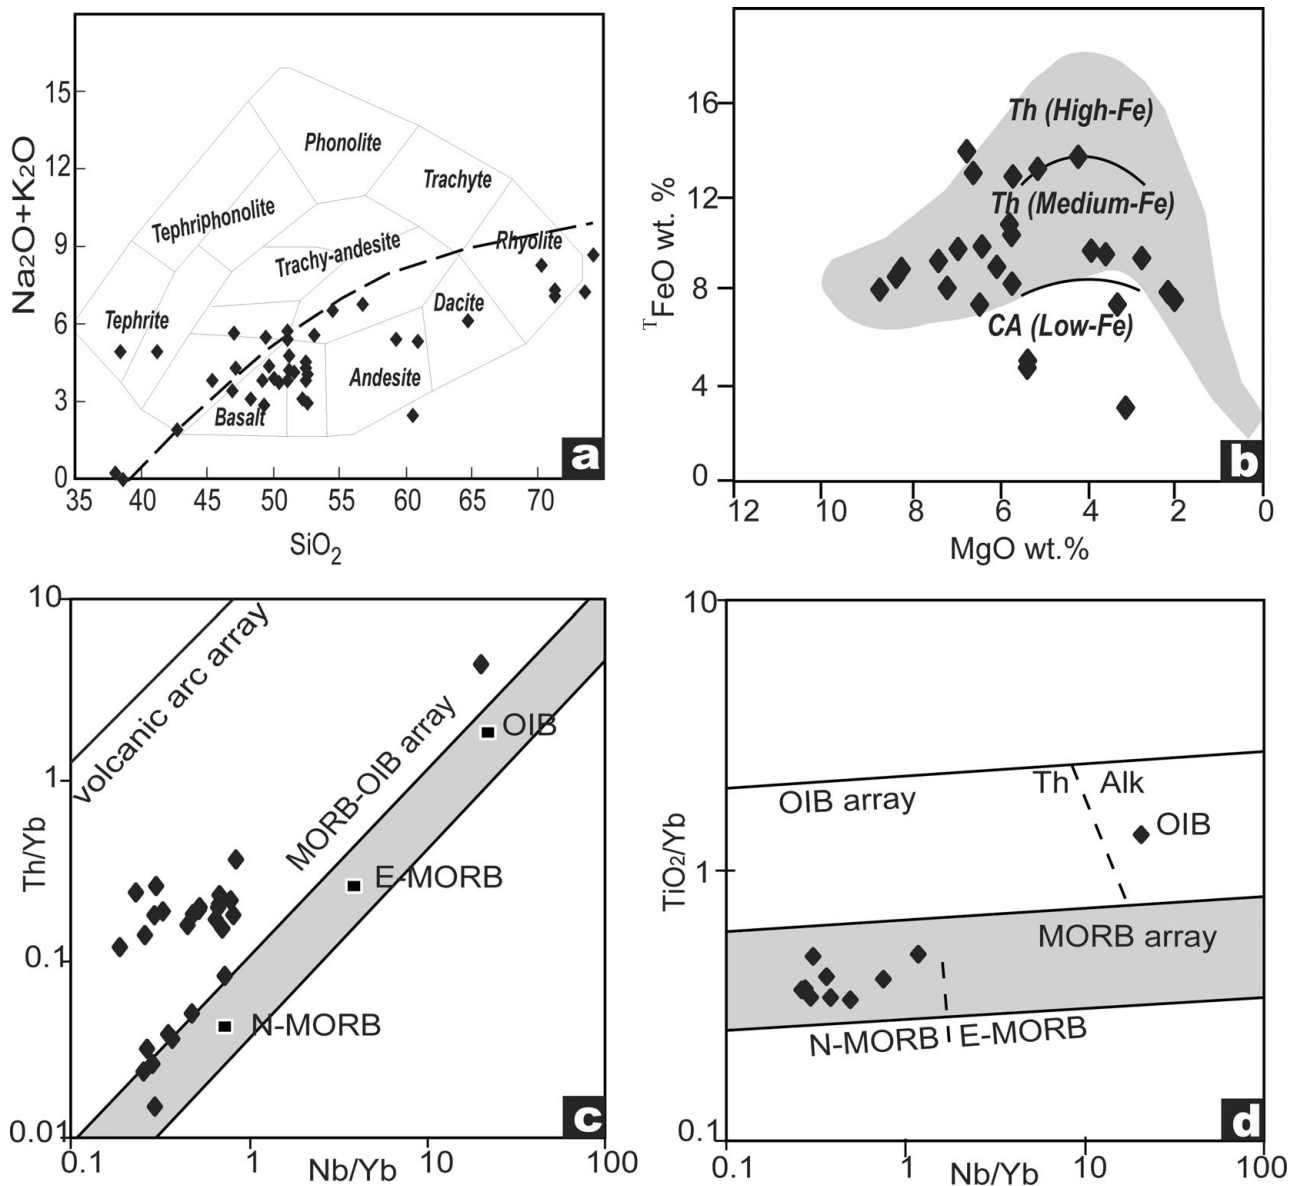 Na2O+K2O
15
12
9
6
3
0
Phonolite
Trachyte
Tephriphonolite
Trachy-andesite
Rhyolite
Tephrite
Dacite
Andesite
Basalt
a
35 40 45 50 55 60 65 70
SiO2
TFeO wt. %
16
12
8
4
0
Th (High-Fe)
Th (Medium-Fe)
CA (Low-Fe)
b
12 10 8 6 4 2 0
MgO wt.%
Th/Yb
10
1
0.1
0.01
volcanic arc array
MORB-OIB array
OIB
E-MORB
N-MORB
c
0.1 1 10 100
Nb/Yb
TiO2/Yb
10
1
0.1
Th Alk
OIB array
OIB
MORB array
N-MORB E-MORB
d
0.1 1 10 100
Nb/Yb